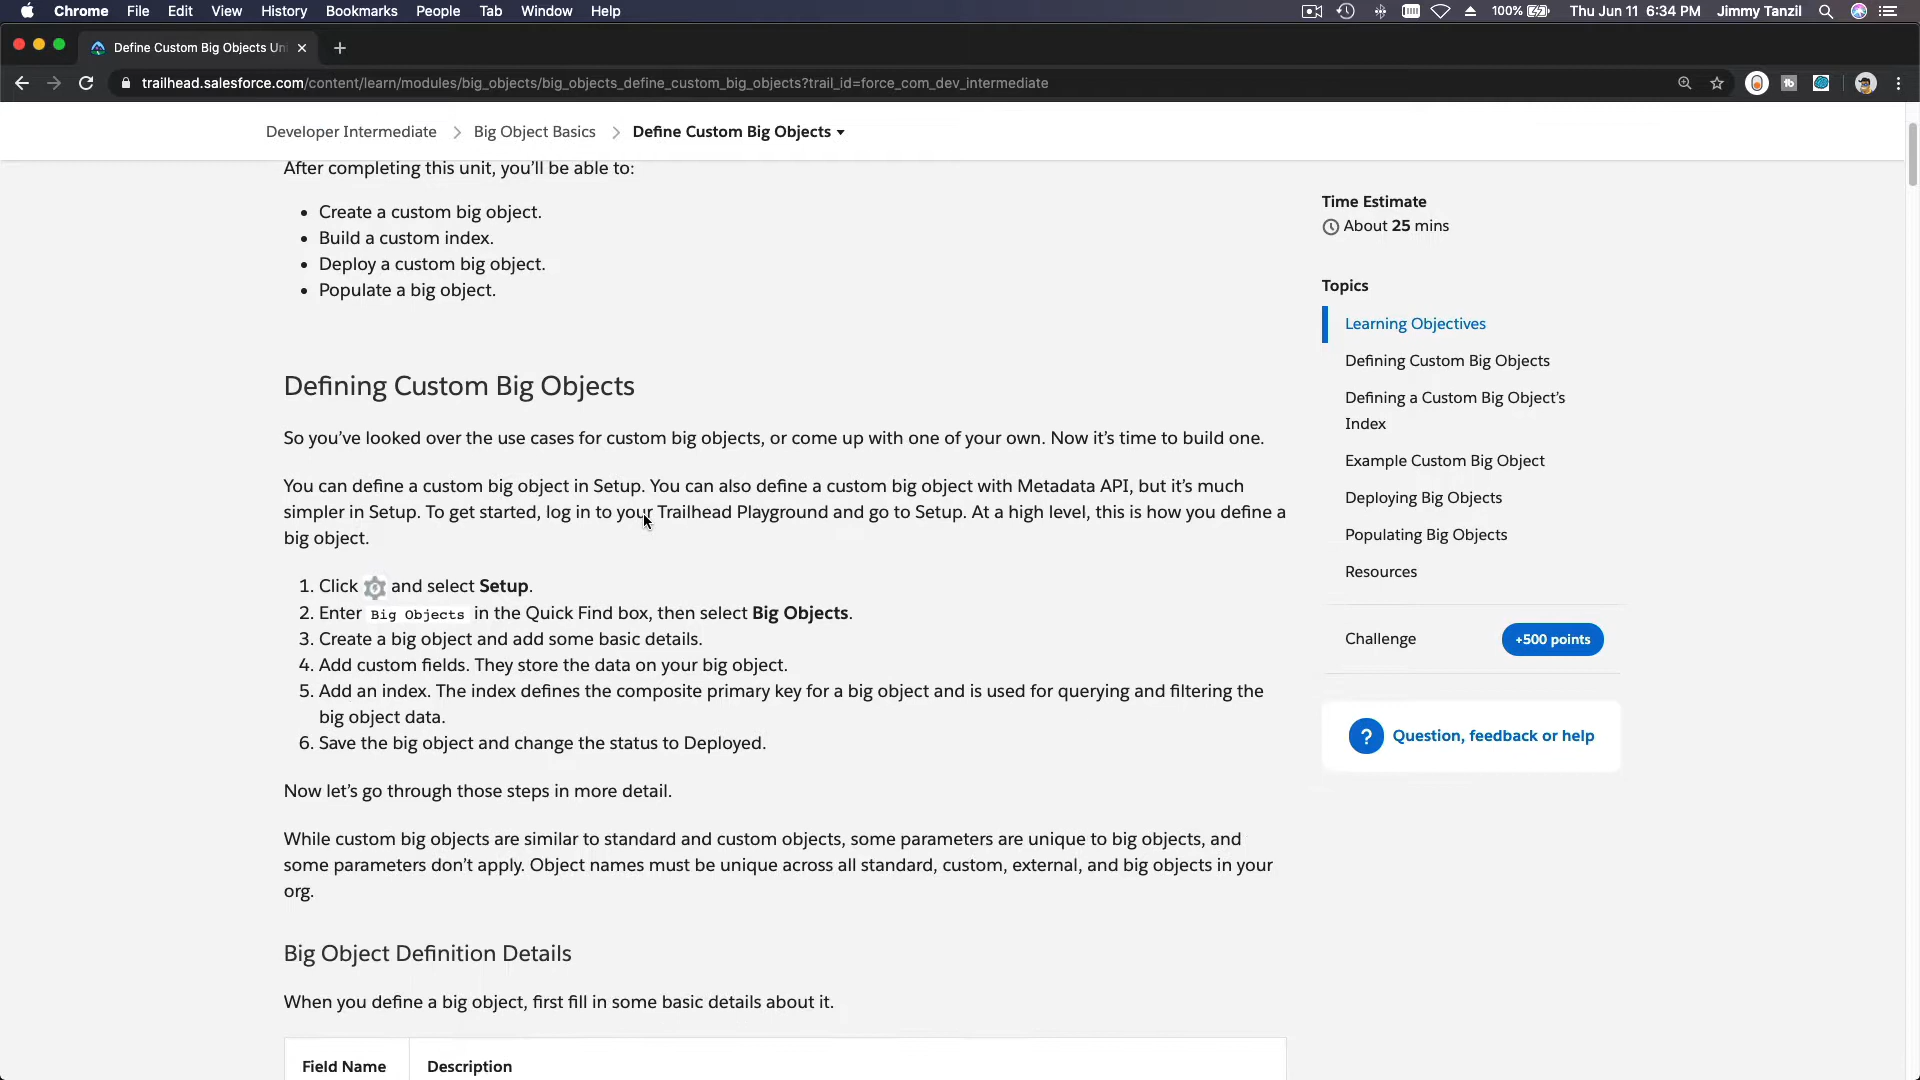 Chrome File Edit View History Bookmarks People Tab Window Help 100% Thu Jun 11 6:34 PM Jimmy Tanzil
Define Custom Big Objects Un
trailhead.salesforce.com/content/learn/modules/big_objects/big_objects_define_custom_big_objects?trail_id=force_com_dev_intermediate
Developer Intermediate Big Object Basics Define Custom Big Objects
After completing this unit, you’ll be able to:
Create a custom big object.
Build a custom index.
Deploy a custom big object.
Populate a big object.
Defining Custom Big Objects
So you’ve looked over the use cases for custom big objects, or come up with one of your own. Now it’s time to build one.
You can define a custom big object in Setup. You can also define a custom big object with Metadata API, but it’s much
simpler in Setup. To get started, log in to your Trailhead Playground and go to Setup. At a high level, this is how you define a
big object.
1. Click and select Setup.
2. Enter Big Objects in the Quick Find box, then select Big Objects.
3. Create a big object and add some basic details.
4. Add custom fields. They store the data on your big object.
5. Add an index. The index defines the composite primary key for a big object and is used for querying and filtering the
big object data.
6. Save the big object and change the status to Deployed.
Now let’s go through those steps in more detail.
While custom big objects are similar to standard and custom objects, some parameters are unique to big objects, and
some parameters don’t apply. Object names must be unique across all standard, custom, external, and big objects in your
org.
Big Object Definition Details
When you define a big object, first fill in some basic details about it.
Field Name Description
Time Estimate
About 25 mins
Topics
Learning Objectives
Defining Custom Big Objects
Defining a Custom Big Object’s
Index
Example Custom Big Object
Deploying Big Objects
Populating Big Objects
Resources
Challenge +500 points
? Question, feedback or help